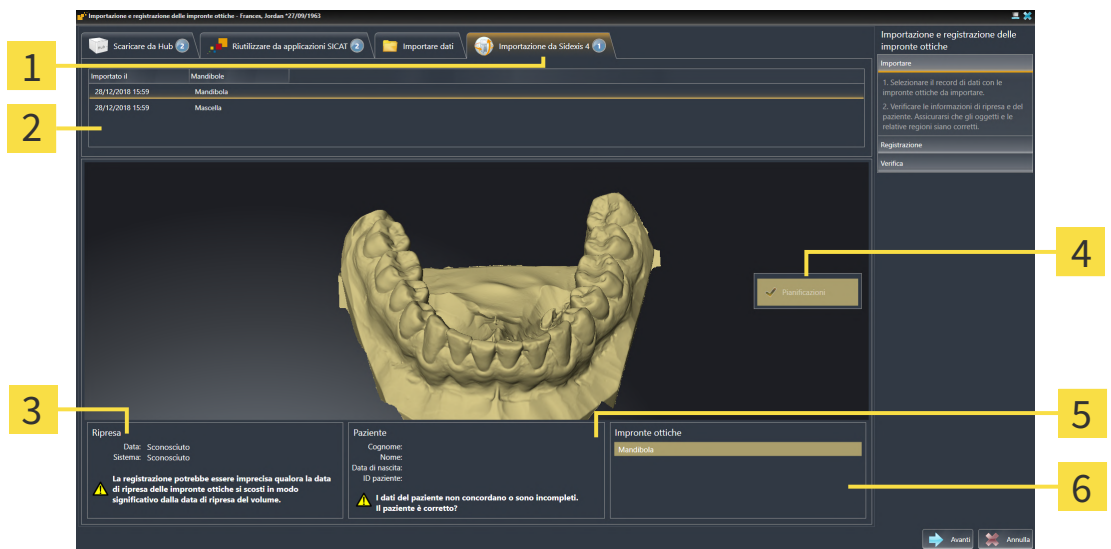 Importazione e registrazione delle impronte ottiche - Frances, Jordan *27/09/1963
Scaricare da Hub 2
Riutilizzare da applicazioni SICAT 2
Importare dati
Importazione da Sidexis 4 1
Importato il Mandibole
28/12/2018 15:59 Mandibola
28/12/2018 15:59 Mascella
Importazione e registrazione delle
impronte ottiche
Importare
1. Selezionare il record di dati con le
impronte ottiche da importare.
2. Verificare le informazioni di ripresa e del
paziente. Assicurarsi che gli oggetti e le
relative regioni siano corretti.
Registrazione
Verifica
1
2
3
4
5
6
Pianificazioni
Ripresa
Data: Sconosciuto
Sistema: Sconosciuto
La registrazione potrebbe essere imprecisa qualora la data
di ripresa delle impronte ottiche si scosti in modo
significativo dalla data di ripresa del volume.
Paziente
Cognome:
Nome:
Data di nascita:
ID paziente:
I dati del paziente non concordano o sono incompleti.
Il paziente è corretto?
Impronte ottiche
Mandibola
Avanti
Annulla